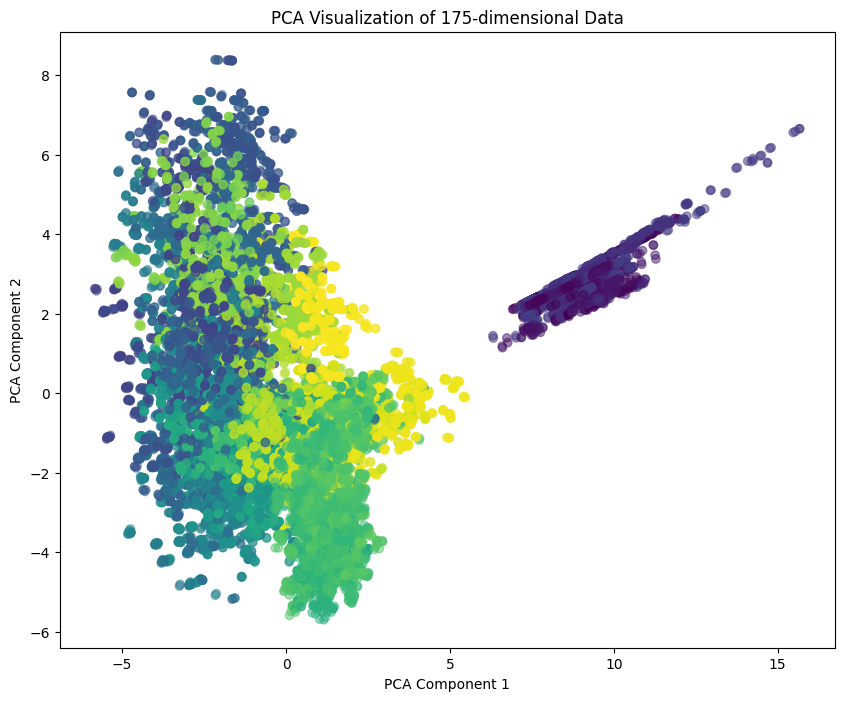 PCA Visualization of 175-dimensional Data
8
6
4
2
0
−2
−4
−6
PCA Component 2
−5 0 5 10 15
PCA Component 1